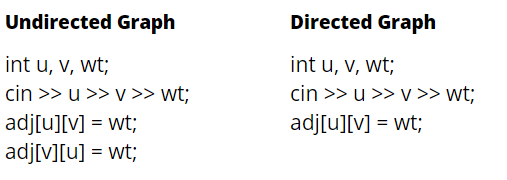 Undirected Graph
int u, v, wt;
cin >> u >> v >> wt;
adj[u][v] = wt;
adj[v][u] = wt;
Directed Graph
int u, v, wt;
cin >> u >> v >> wt;
adj[u][v] = wt;